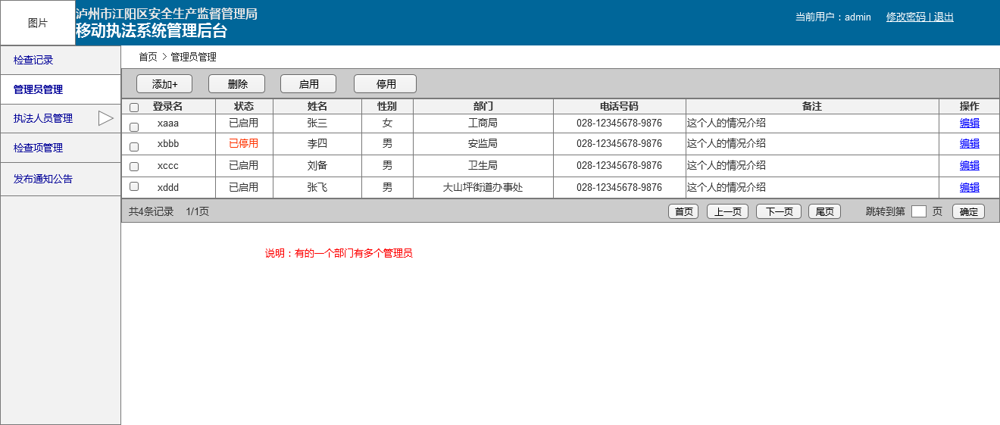 图片
泸州市江阳区安全生产监督管理局
移动执法系统管理后台
当前用户：admin 修改密码 | 退出
检查记录
管理员管理
执法人员管理
检查项管理
发布通知公告
首页 > 管理员管理
添加+ 删除 启用 停用
登录名 状态 姓名 性别 部门 电话号码 备注 操作
xaaa 已启用 张三 女 工商局 028-12345678-9876 这个人的情况介绍 编辑
xbbb 已停用 李四 男 安监局 028-12345678-9876 这个人的情况介绍 编辑
xccc 已启用 刘备 男 卫生局 028-12345678-9876 这个人的情况介绍 编辑
xddd 已启用 张飞 男 大山坪街道办事处 028-12345678-9876 这个人的情况介绍 编辑
共4条记录 1/1页 首页 上一页 下一页 尾页 跳转到第 页 确定
说明：有的一个部门有多个管理员